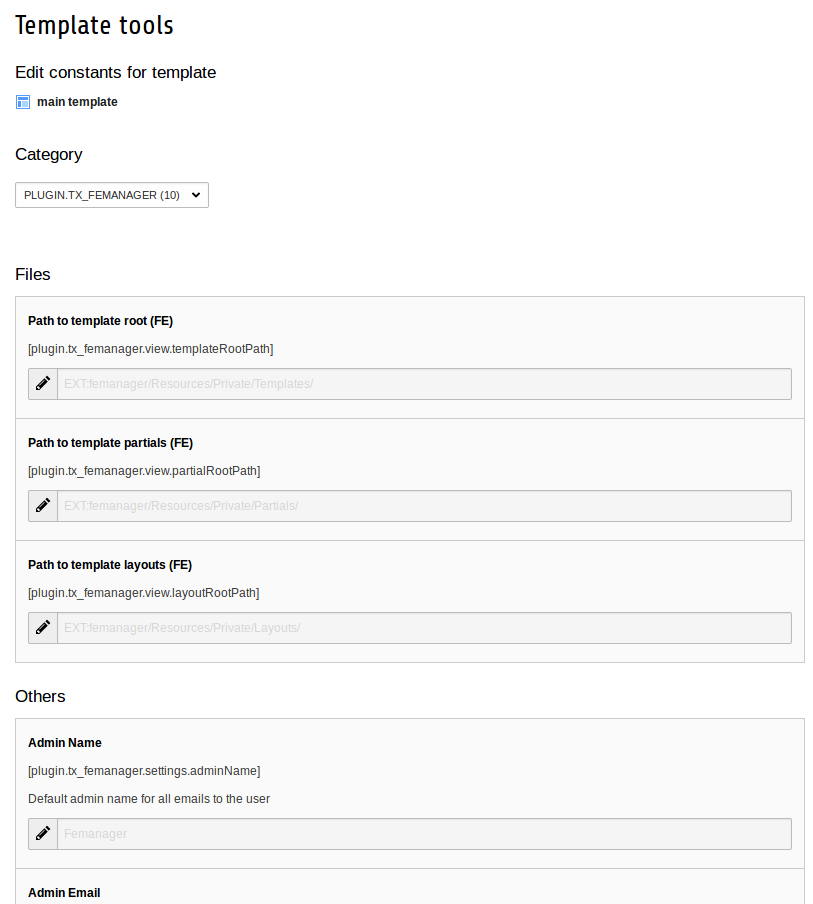 Template tools
Edit constants for template
main template
Category
PLUGIN.TX_FEMANAGER (10)
Files
Path to template root (FE)
[plugin.tx_femanager.view.templateRootPath]
EXT:femanager/Resources/Private/Templates/
Path to template partials (FE)
[plugin.tx_femanager.view.partialRootPath]
EXT:femanager/Resources/Private/Partials/
Path to template layouts (FE)
[plugin.tx_femanager.view.layoutRootPath]
EXT:femanager/Resources/Private/Layouts/
Others
Admin Name
[plugin.tx_femanager.settings.adminName]
Default admin name for all emails to the user
Femanager
Admin Email